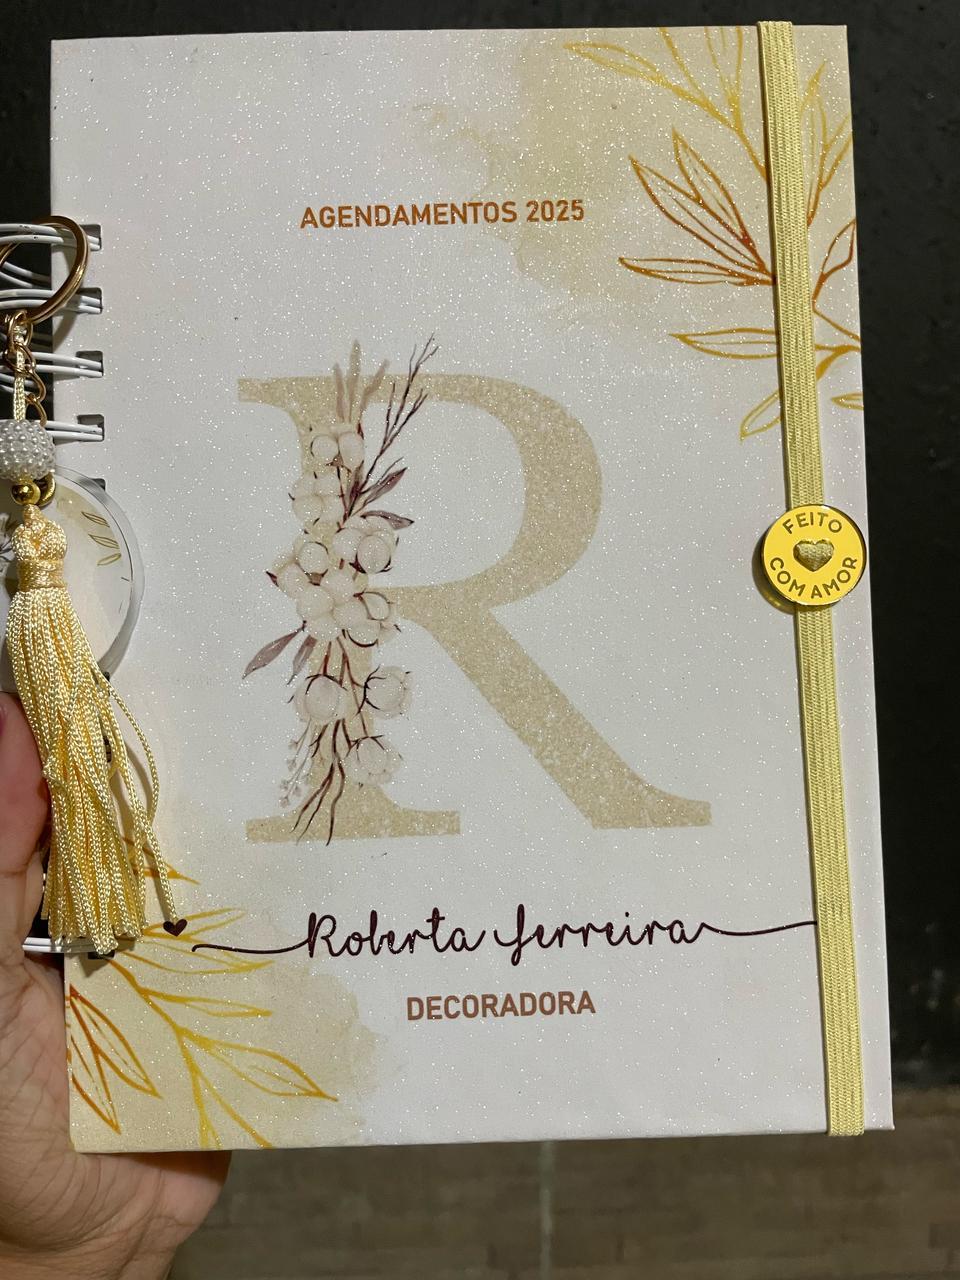 AGENDAMENTOS 2025
R
FEITO
COM AMOR
Roberta ferreira
DECORADORA